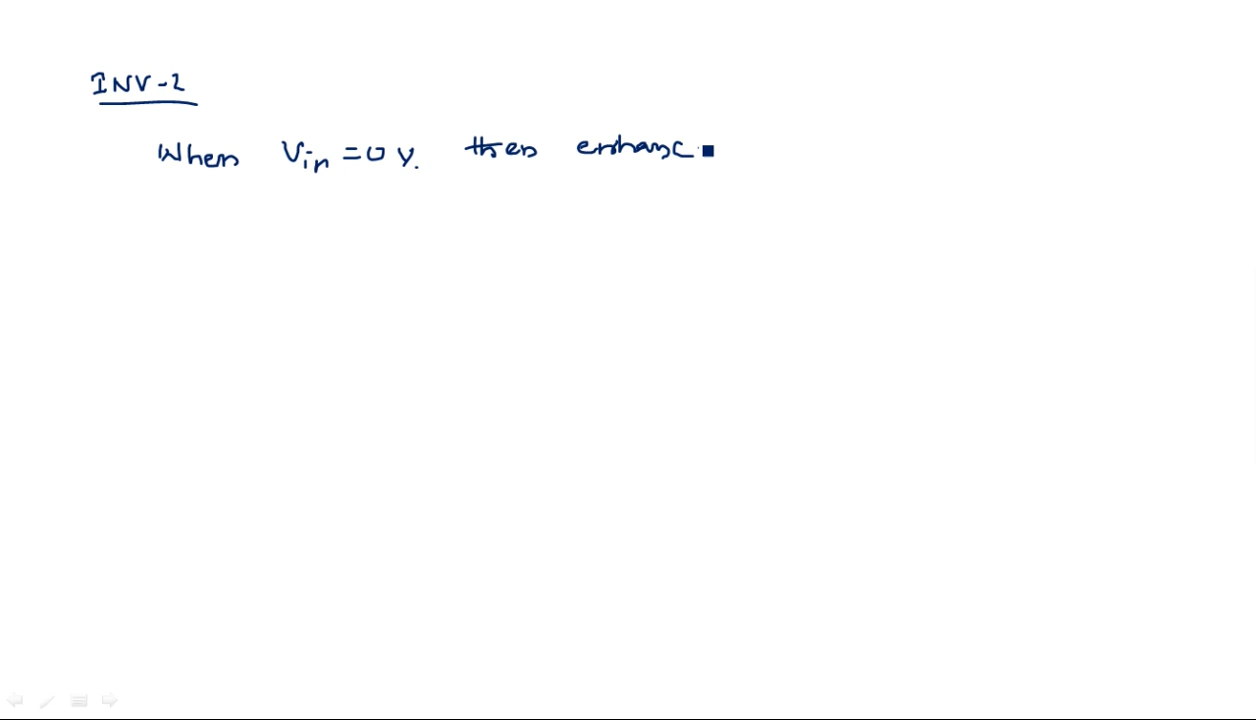 INV-2
When Vin = 0 V. then enhanc